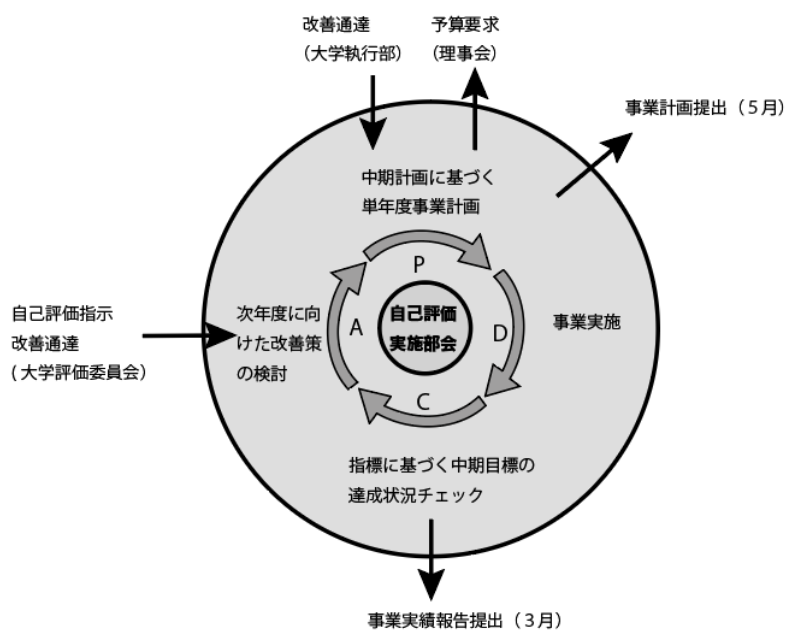 改善通達
（大学執行部）
予算要求
（理事会）
事業計画提出（５月）
中期計画に基づく
単年度事業計画
P
自己評価指示
改善通達
(大学評価委員会）
次年度に向
けた改善策
の検討
A
自己評価
実施部会
D
事業実施
C
指標に基づく中期目標の
達成状況チェック
事業実績報告提出（３月）